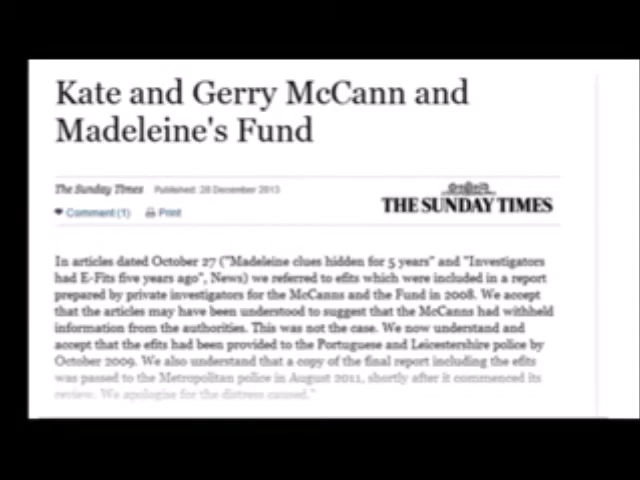 Kate and Gerry McCann and
Madeleine's Fund
The Sunday Times Published: 28 December 2013
Comment (1) Print
THE SUNDAY TIMES
In articles dated October 27 ("Madeleine clues hidden for 5 years" and "Investigators
had E-Fits five years ago", News) we referred to efits which were included in a report
prepared by private investigators for the McCanns and the Fund in 2008. We accept
that the articles may have been understood to suggest that the McCanns had withheld
information from the authorities. This was not the case. We now understand and
accept that the efits had been provided to the Portuguese and Leicestershire police by
October 2009. We also understand that a copy of the final report including the efits
was passed to the Metropolitan police in August 2011, shortly after it commenced its
review. We apologise for the distress caused."